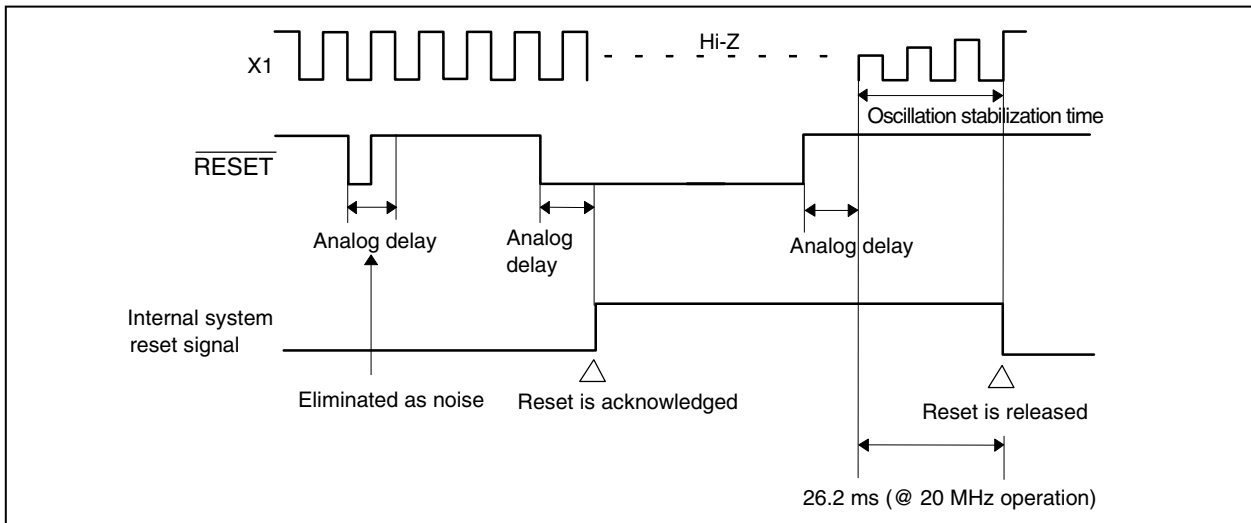 Hi-Z
X1
Oscillation stabilization time
RESET
Analog delay
Analog
delay
Analog delay
Internal system
reset signal
Eliminated as noise
Reset is acknowledged
Reset is released
26.2 ms (@ 20 MHz operation)